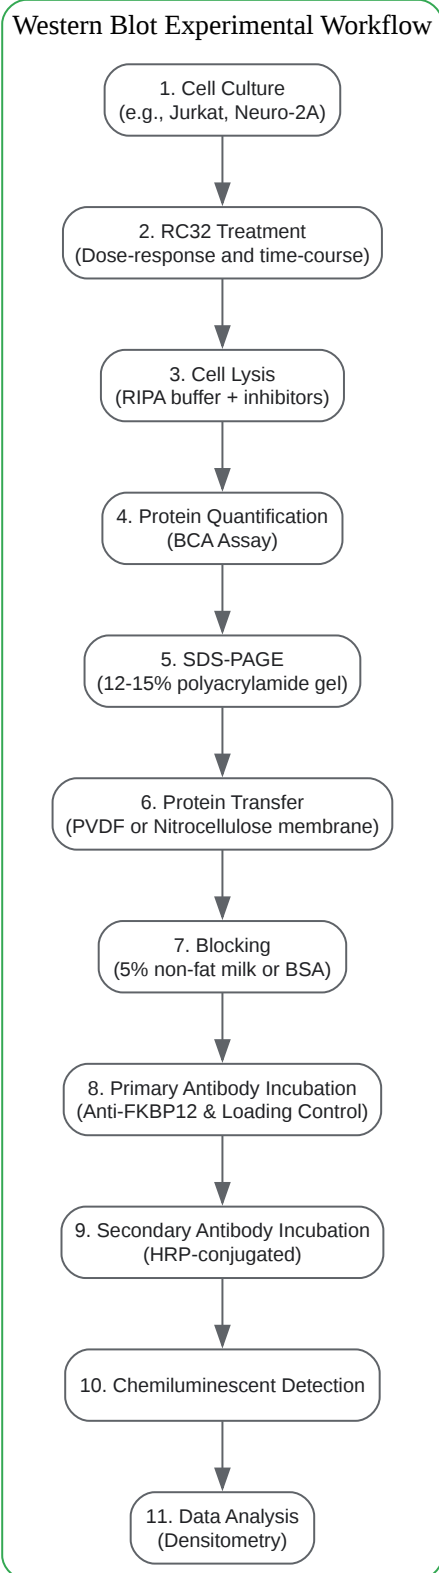 Western Blot Experimental Workflow
1. Cell Culture
(e.g., Jurkat, Neuro-2A)
2. RC32 Treatment
(Dose-response and time-course)
3. Cell Lysis
(RIPA buffer + inhibitors)
4. Protein Quantification
(BCA Assay)
5. SDS-PAGE
(12-15% polyacrylamide gel)
6. Protein Transfer
(PVDF or Nitrocellulose membrane)
7. Blocking
(5% non-fat milk or BSA)
8. Primary Antibody Incubation
(Anti-FKBP12 & Loading Control)
9. Secondary Antibody Incubation
(HRP-conjugated)
10. Chemiluminescent Detection
11. Data Analysis
(Densitometry)